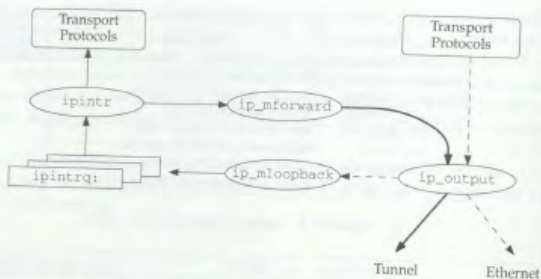 Transport
Protocols
Transport
Protocols
ipintr
ip_mforward
ipintrq:
ip_mloopback
ip_output
Tunnel
Ethernet